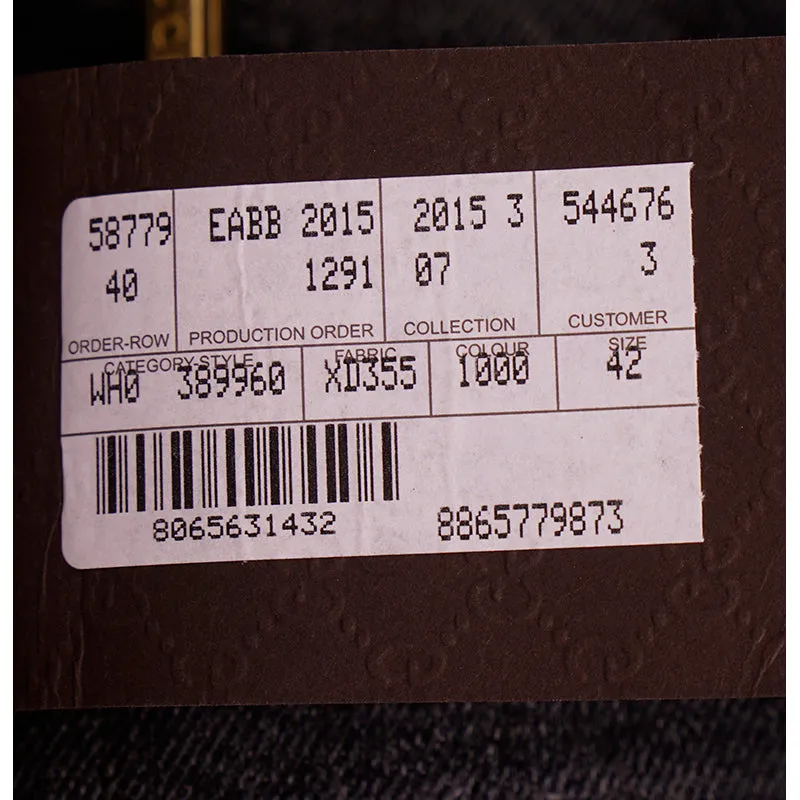 58779 EABB 2015 2015 3 544676
40 1291 07 3
ORDER-ROW PRODUCTION ORDER COLLECTION CUSTOMER
CATEGORY-STYLE FABRIC COLOUR SIZE
WH0 389960 XD355 1000 42
8065631432 8865779873